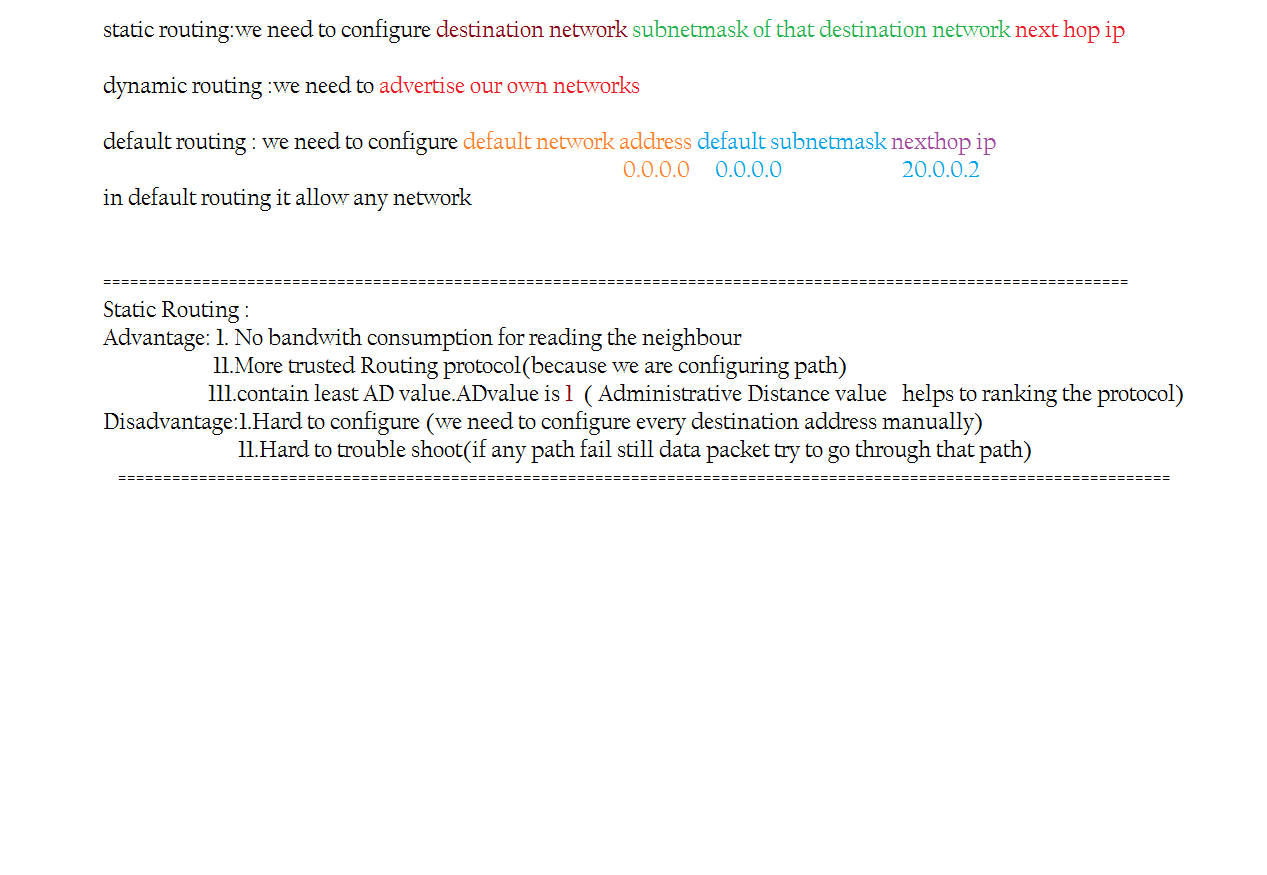 static routing:we need to configure destination network subnetmask of that destination network next hop ip
dynamic routing :we need to advertise our own networks
default routing : we need to configure default network address default subnetmask nexthop ip
0.0.0.0 0.0.0.0 20.0.0.2
in default routing it allow any network
==================================================================================================================
Static Routing :
Advantage: I. No bandwith consumption for reading the neighbour
II.More trusted Routing protocol(because we are configuring path)
III.contain least AD value.ADvalue is 1 ( Administrative Distance value helps to ranking the protocol)
Disadvantage:I.Hard to configure (we need to configure every destination address manually)
II.Hard to trouble shoot(if any path fail still data packet try to go through that path)
=====================================================================================================================